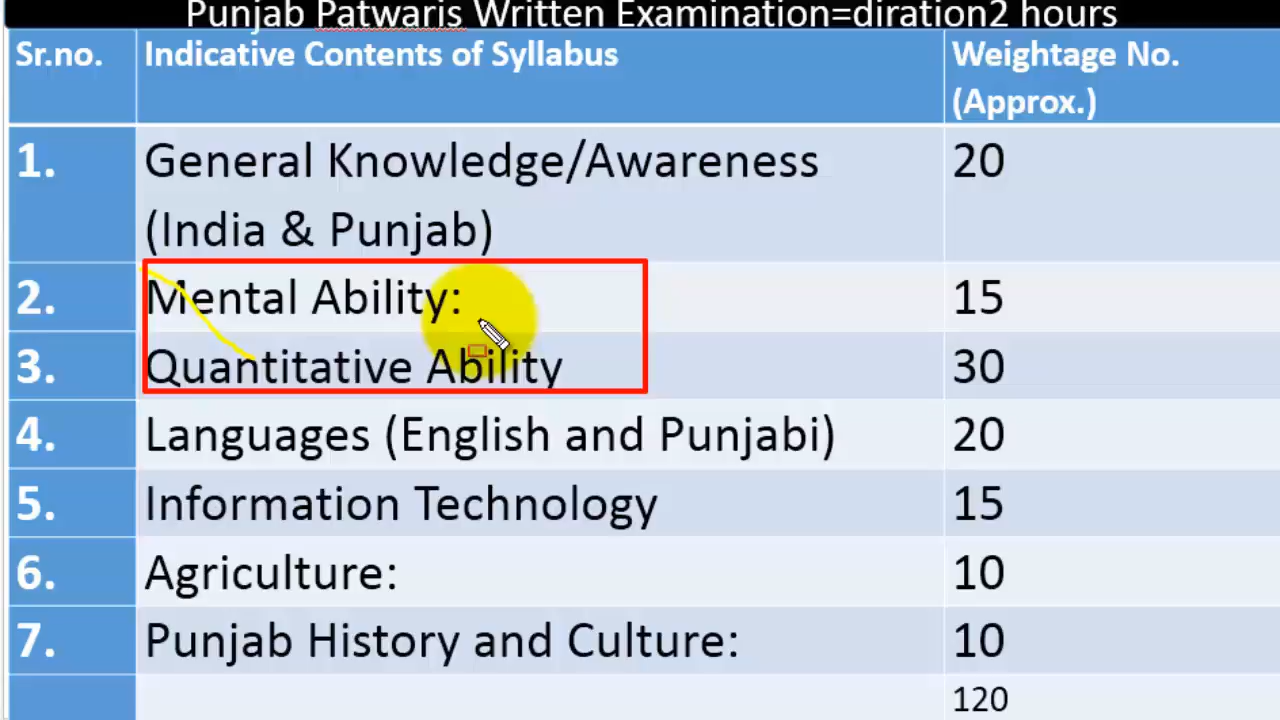 Punjab Patwaris Written Examination=diration2 hours
Sr.no. Indicative Contents of Syllabus Weightage No. (Approx.)
1. General Knowledge/Awareness (India & Punjab) 20
2. Mental Ability: 15
3. Quantitative Ability 30
4. Languages (English and Punjabi) 20
5. Information Technology 15
6. Agriculture: 10
7. Punjab History and Culture: 10
120